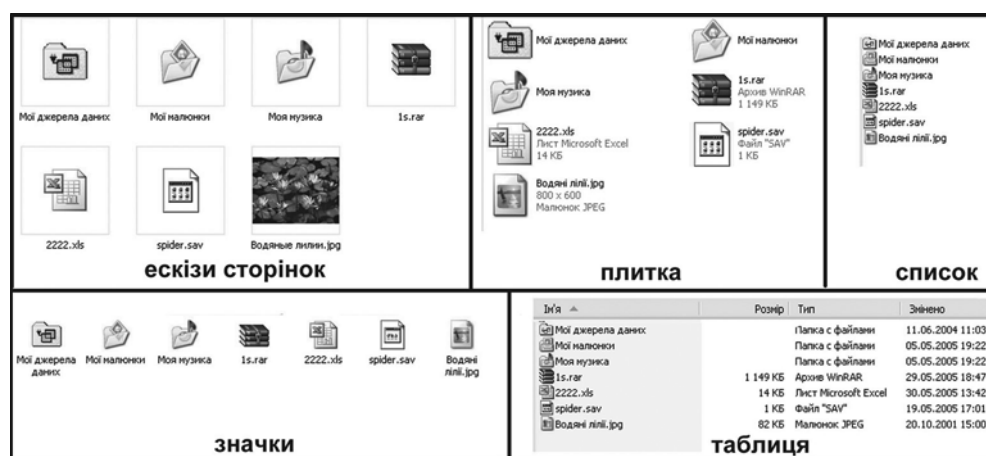 Мої джерела даних
Мої малюнки
Моя музика
1s.rar
2222.xls
spider.sav
Водяные лилии.jpg
ескізи сторінок
Мої джерела даних
Мої малюнки
Моя музика
1s.rar
Архив WinRAR
1 149 КБ
2222.xls
Лист Microsoft Excel
14 КБ
spider.sav
Файл "SAV"
1 КБ
Водяні лілії.jpg
800 x 600
Малюнок JPEG
плитка
Мої джерела даних
Мої малюнки
Моя музика
1s.rar
2222.xls
spider.sav
Водяні лілії.jpg
список
Мої джерела
даних
Мої малюнки
Моя музика
1s.rar
2222.xls
spider.sav
Водяні
лілії.jpg
значки
Ім'я Розмір Тип Змінено
Мої джерела даних Папка с файлами 11.06.2004 11:03
Мої малюнки Папка с файлами 05.05.2005 19:22
Моя музика Папка с файлами 05.05.2005 19:22
1s.rar 1 149 КБ Архив WinRAR 29.05.2005 18:47
2222.xls 14 КБ Лист Microsoft Excel 30.05.2005 13:42
spider.sav 1 КБ Файл "SAV" 19.05.2005 17:01
Водяні лілії.jpg 82 КБ Малюнок JPEG 20.10.2001 15:00
таблиця